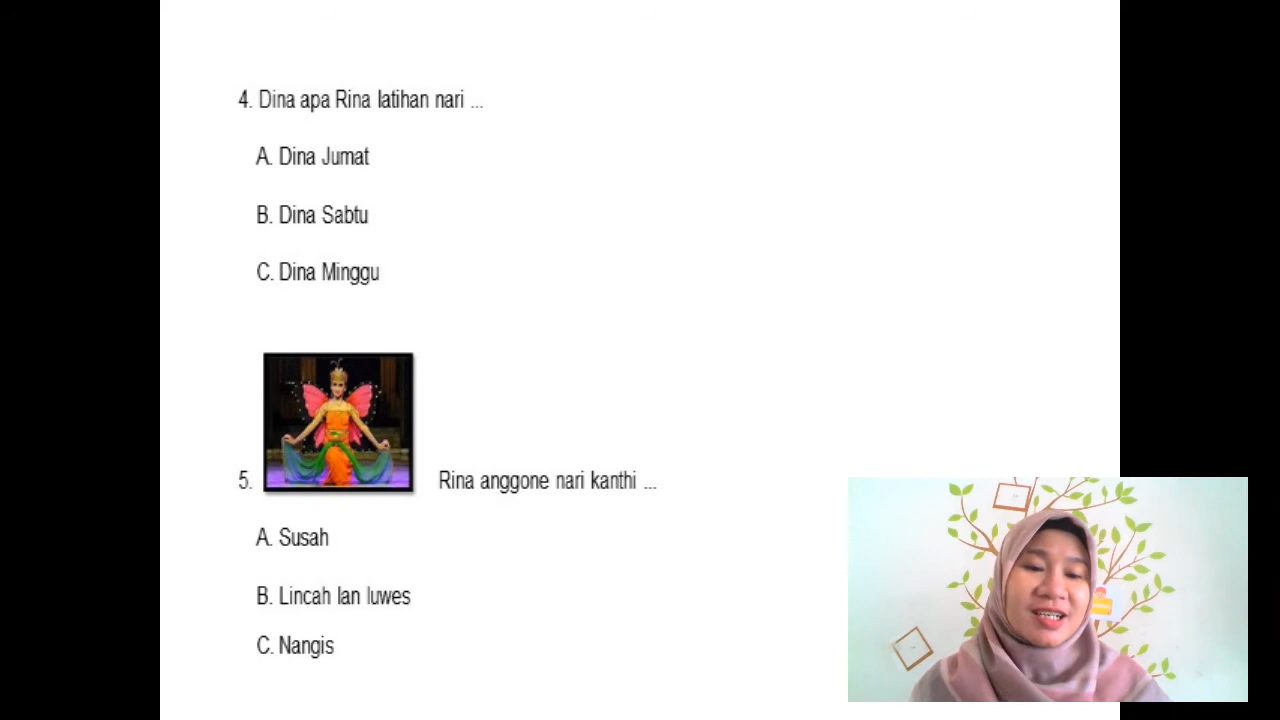 4. Dina apa Rina latihan nari ...
A. Dina Jumat
B. Dina Sabtu
C. Dina Minggu
5. Rina anggone nari kanthi ...
A. Susah
B. Lincah lan luwes
C. Nangis